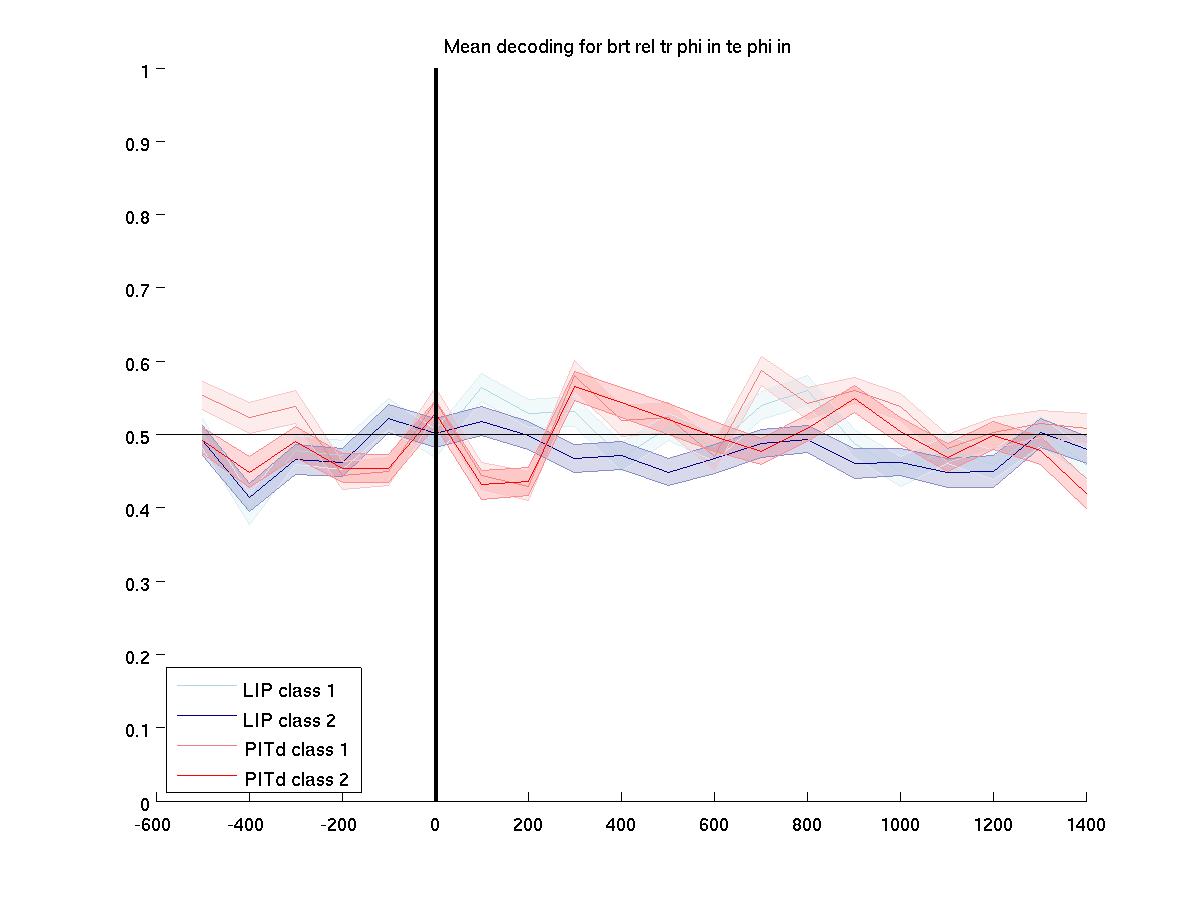 Mean decoding for brt rel tr phi in te phi in
1
0.9
0.8
0.7
0.6
0.5
0.4
0.3
0.2
0.1
0
LIP class 1
LIP class 2
PITd class 1
PITd class 2
-600 -400 -200 0 200 400 600 800 1000 1200 1400